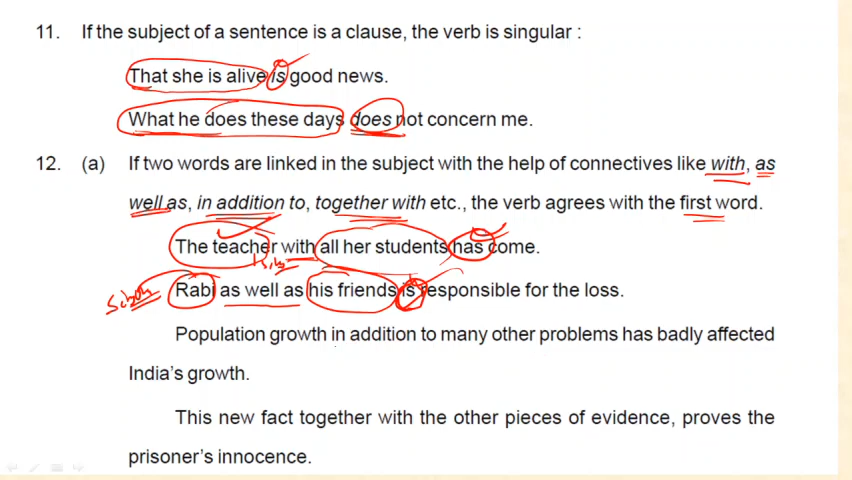 11. If the subject of a sentence is a clause, the verb is singular :
That she is alive is good news.
What he does these days does not concern me.
12. (a) If two words are linked in the subject with the help of connectives like with, as
well as, in addition to, together with etc., the verb agrees with the first word.
The teacher with all her students has come.
Rabi as well as his friends is responsible for the loss.
Population growth in addition to many other problems has badly affected
India's growth.
This new fact together with the other pieces of evidence, proves the
prisoner's innocence.